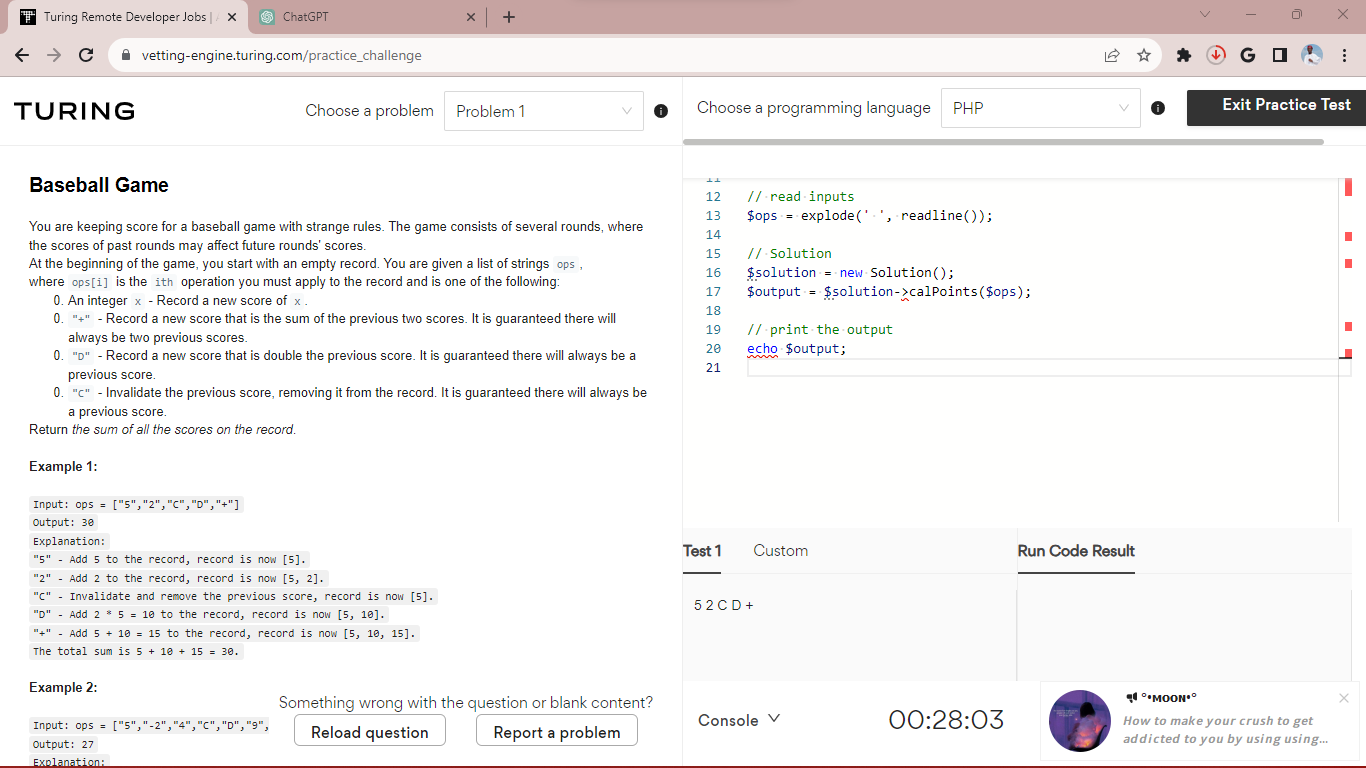 Turing Remote Developer Jobs |
ChatGPT
vetting-engine.turing.com/practice_challenge
TURING
Choose a problem
Problem 1
Choose a programming language
PHP
Exit Practice Test
Baseball Game
You are keeping score for a baseball game with strange rules. The game consists of several rounds, where
the scores of past rounds may affect future rounds' scores.
At the beginning of the game, you start with an empty record. You are given a list of strings ops ,
where ops[i] is the ith operation you must apply to the record and is one of the following:
0. An integer x - Record a new score of x .
0. "+" - Record a new score that is the sum of the previous two scores. It is guaranteed there will
always be two previous scores.
0. "D" - Record a new score that is double the previous score. It is guaranteed there will always be a
previous score.
0. "C" - Invalidate the previous score, removing it from the record. It is guaranteed there will always be
a previous score.
Return the sum of all the scores on the record.
Example 1:
Input: ops = ["5","2","C","D","+"]
Output: 30
Explanation:
"5" - Add 5 to the record, record is now [5].
"2" - Add 2 to the record, record is now [5, 2].
"C" - Invalidate and remove the previous score, record is now [5].
"D" - Add 2 * 5 = 10 to the record, record is now [5, 10].
"+" - Add 5 + 10 = 15 to the record, record is now [5, 10, 15].
The total sum is 5 + 10 + 15 = 30.
Example 2:
Input: ops = ["5","-2","4","C","D","9",
Output: 27
Explanation:
Something wrong with the question or blank content?
Reload question
Report a problem
11
12 // read inputs
13 $ops = explode(' ', readline());
14
15 // Solution
16 $solution = new Solution();
17 $output = $solution->calPoints($ops);
18
19 // print the output
20 echo $output;
21
Test 1
Custom
Run Code Result
5 2 C D +
Console
00:28:03
°•ᴍᴏᴏɴ•°
How to make your crush to get
addicted to you by using using...